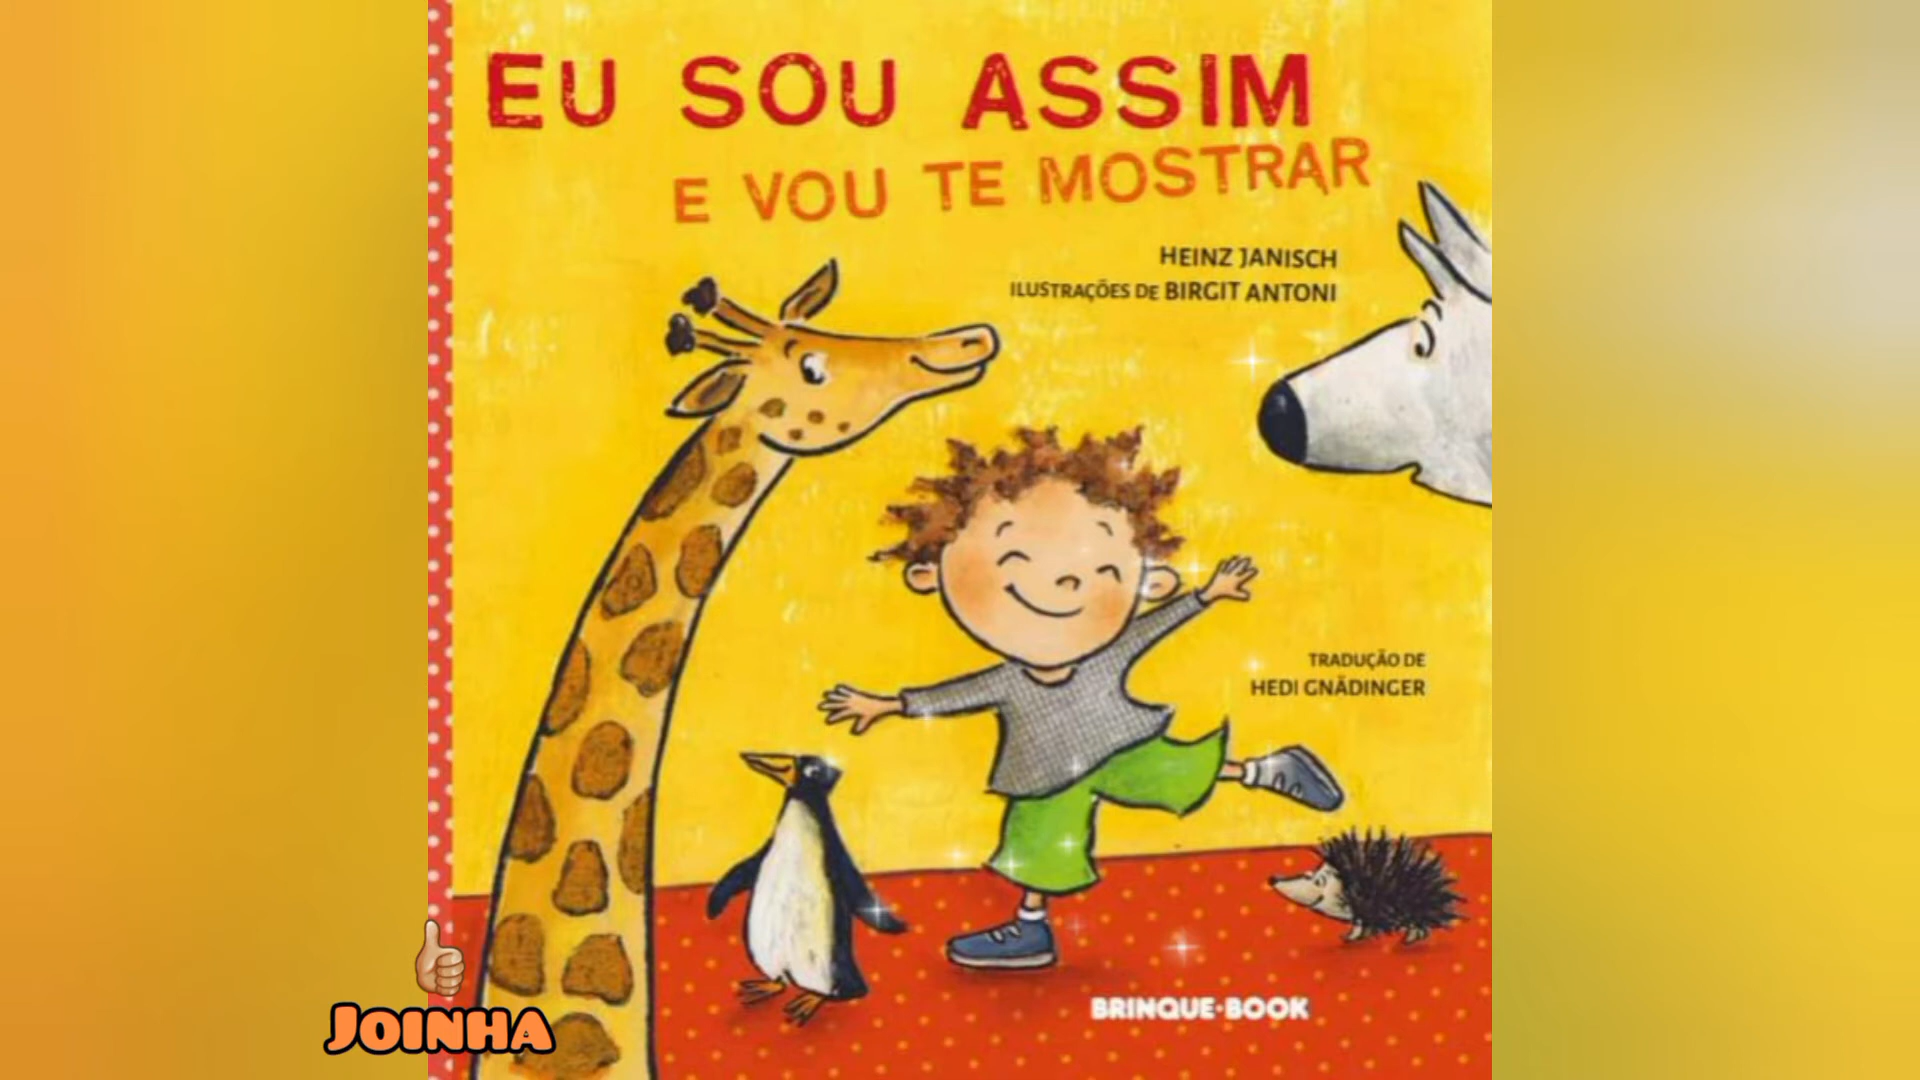 EU SOU ASSIM
E VOU TE MOSTRAR
HEINZ JANISCH
ILUSTRAÇÕES DE BIRGIT ANTONI
TRADUÇÃO DE
HEDI GNÄDINGER
BRINQUE-BOOK
JOINHA